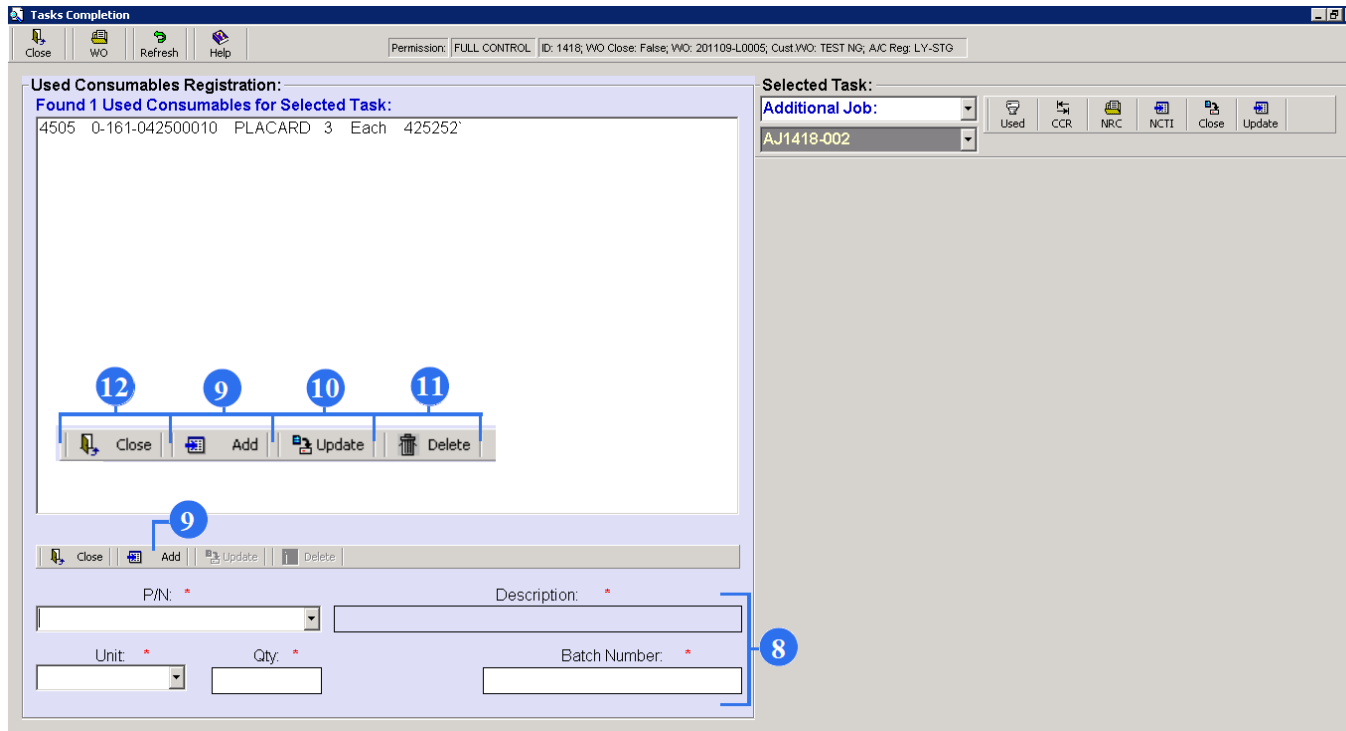 Tasks Completion
Close WO Refresh Help
Permission: FULL CONTROL ID: 1418; WO Close: False; WO: 201109-L0005; Cust.WO: TEST NG; A/C Reg: LY-STG
Used Consumables Registration:
Found 1 Used Consumables for Selected Task:
4505 0-161-042500010 PLACARD 3 Each 425252`
12 9 10 11
Close Add Update Delete
9
Close Add Update Delete
P/N: * Description: *
Unit: * Qty: * Batch Number: *
8
Selected Task:
Additional Job:
AJ1418-002
Used CCR NRC NCTI Close Update